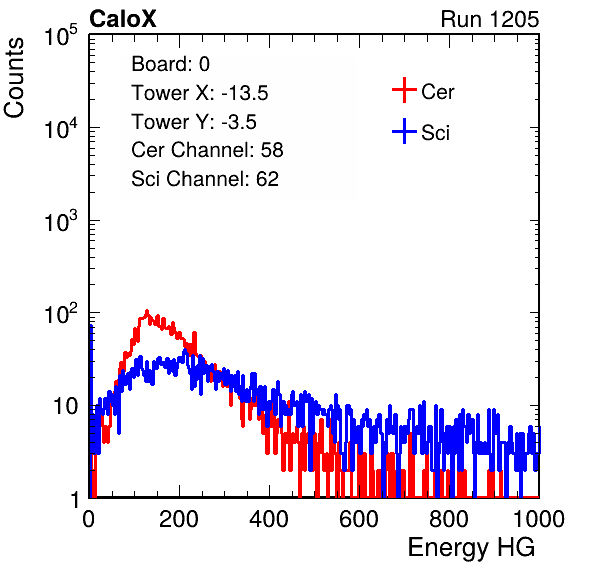 CaloX Run 1205
Counts
10^5
10^4
10^3
10^2
10
1
Board: 0
Tower X: -13.5
Tower Y: -3.5
Cer Channel: 58
Sci Channel: 62
Cer
Sci
0 200 400 600 800 1000
Energy HG